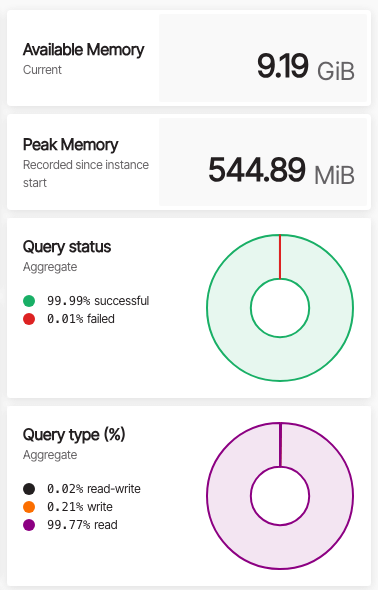 Available Memory
Current
9.19 GiB
Peak Memory
Recorded since instance
start
544.89 MiB
Query status
Aggregate
99.99% successful
0.01% failed
Query type (%)
Aggregate
0.02% read-write
0.21% write
99.77% read